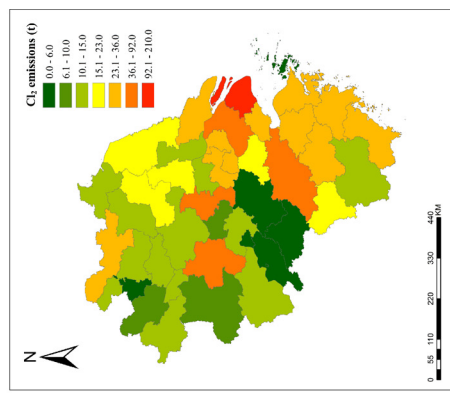 Cl₂ emissions (t)
0.0 - 6.0
6.1 - 10.0
10.1 - 15.0
15.1 - 23.0
23.1 - 36.0
36.1 - 92.0
92.1 - 210.0
N
0 55 110 220 330 440
KM